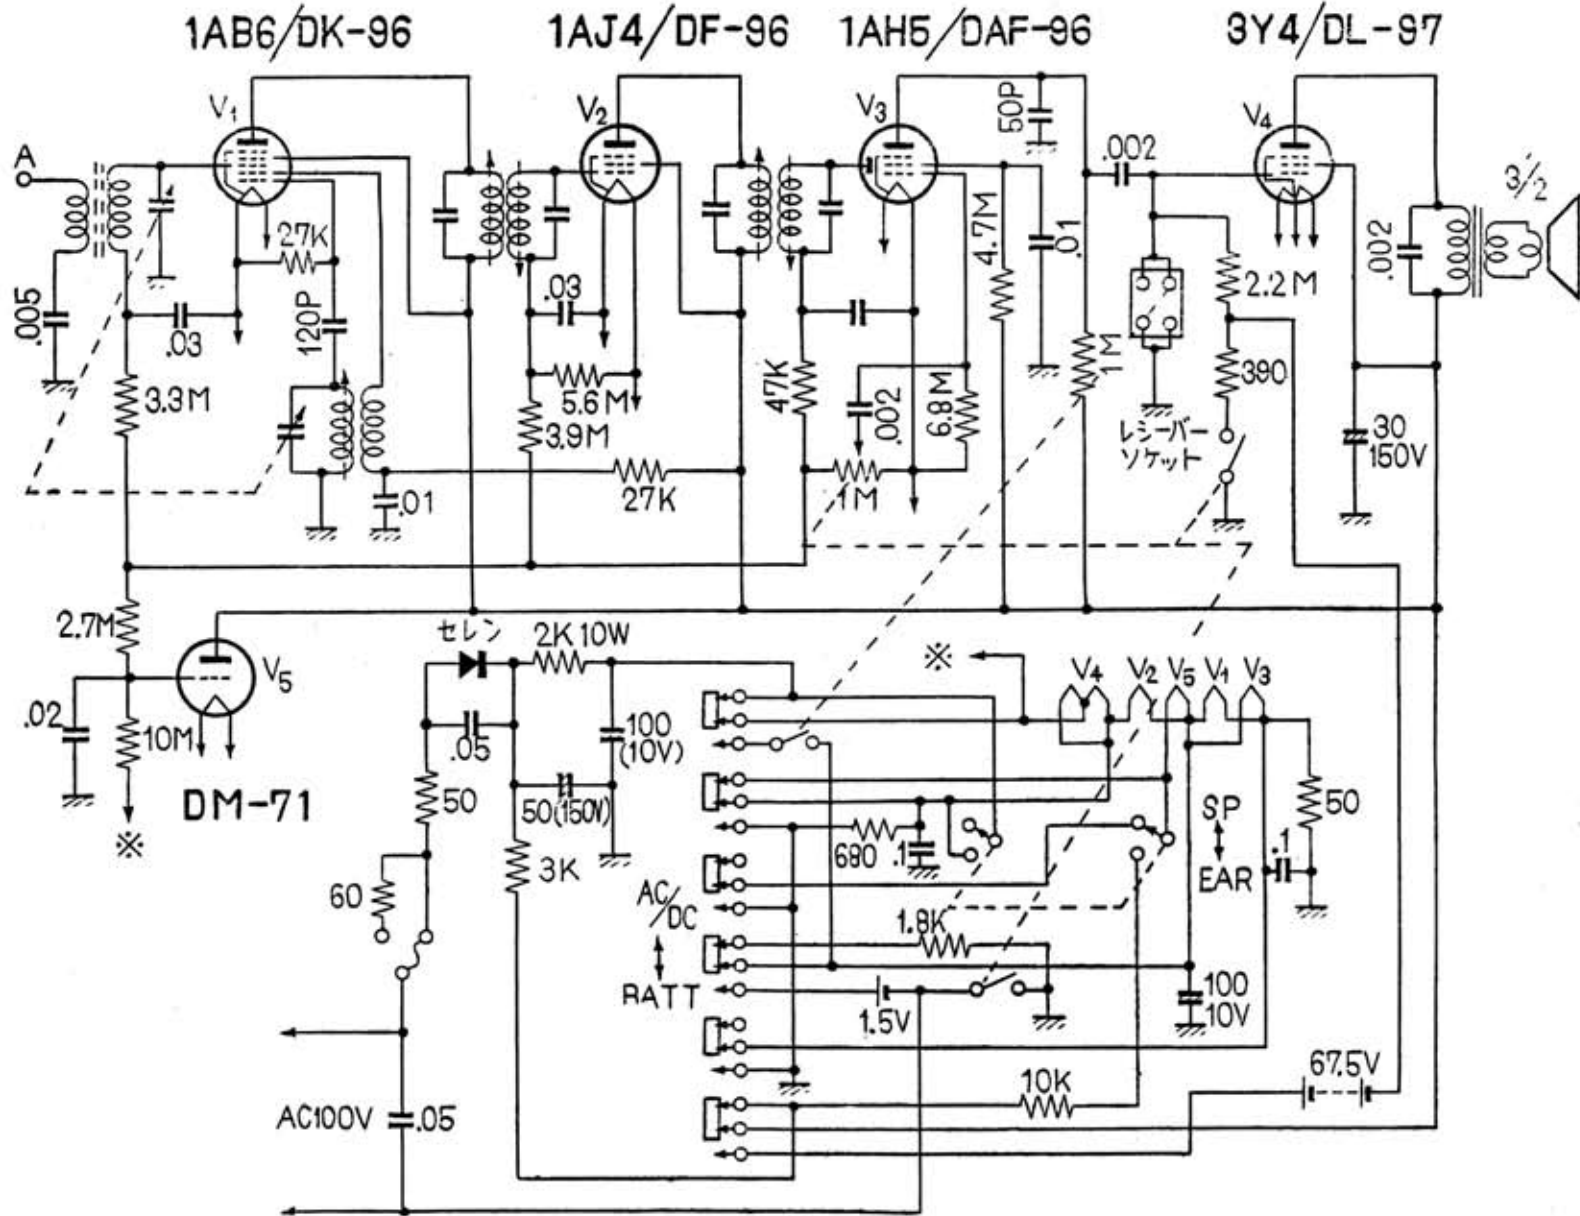 1AB6/DK-96
1AJ4/DF-96
1AH5/DAF-96
3Y4/DL-97
V1
V2
V3
V4
A
50P
.002
3/2
27K
.03
4.7M
.01
2.2M
.002
.005
.03
120P
3.3M
5.6M
3.9M
47K
.002
6.8M
1M
390
レシーバー
ソケット
30
150V
.01
27K
1M
2.7M
V5
セレン
2K 10W
※
V4
V2
V5
V1
V3
.02
10M
.05
100
(10V)
DM-71
50
50(150V)
※
3K
680
.1
SP
EAR
50
.1
60
AC/DC
BATT
1.8K
1.5V
100
10V
67.5V
10K
AC100V
.05